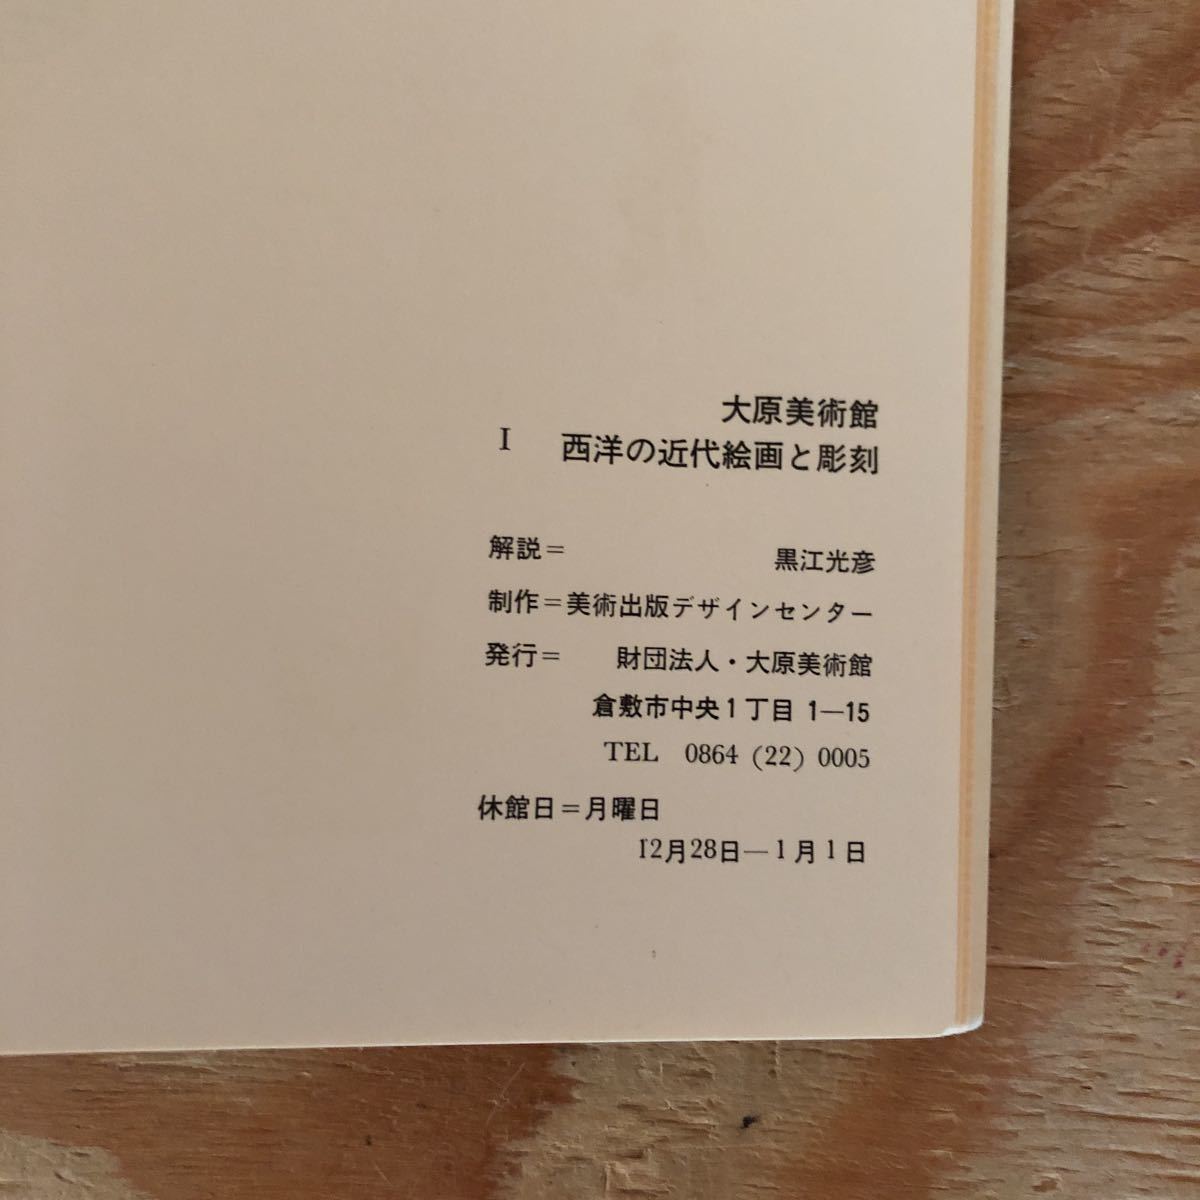 大原美術館
I 西洋の近代絵画と彫刻
解説＝ 黒江光彦
制作＝美術出版デザインセンター
発行＝ 財団法人・大原美術館
倉敷市中央1丁目 1—15
TEL 0864 (22) 0005
休館日＝月曜日
12月28日—1月1日